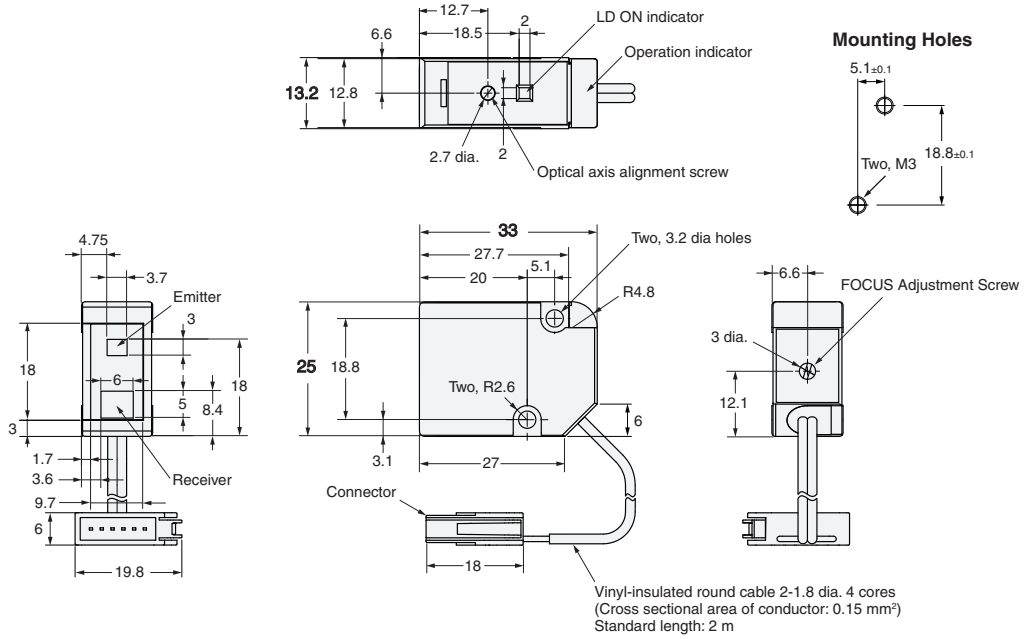 12.7
2
LD ON indicator
18.5
6.6
Operation indicator
Mounting Holes
5.1±0.1
13.2
12.8
2.7 dia.
2
Optical axis alignment screw
18.8±0.1
Two, M3
33
4.75
27.7
Two, 3.2 dia holes
20
5.1
6.6
3.7
FOCUS Adjustment Screw
Emitter
R4.8
3
3 dia.
18
25
18.8
6
18
Two, R2.6
5
8.4
12.1
3
6
1.7
3.1
27
3.6
Receiver
9.7
Connector
6
18
19.8
Vinyl-insulated round cable 2-1.8 dia. 4 cores
(Cross sectional area of conductor: 0.15 mm²)
Standard length: 2 m